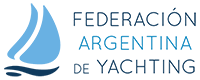 FEDERACIÓN
ARGENTINA
DE YACHTING